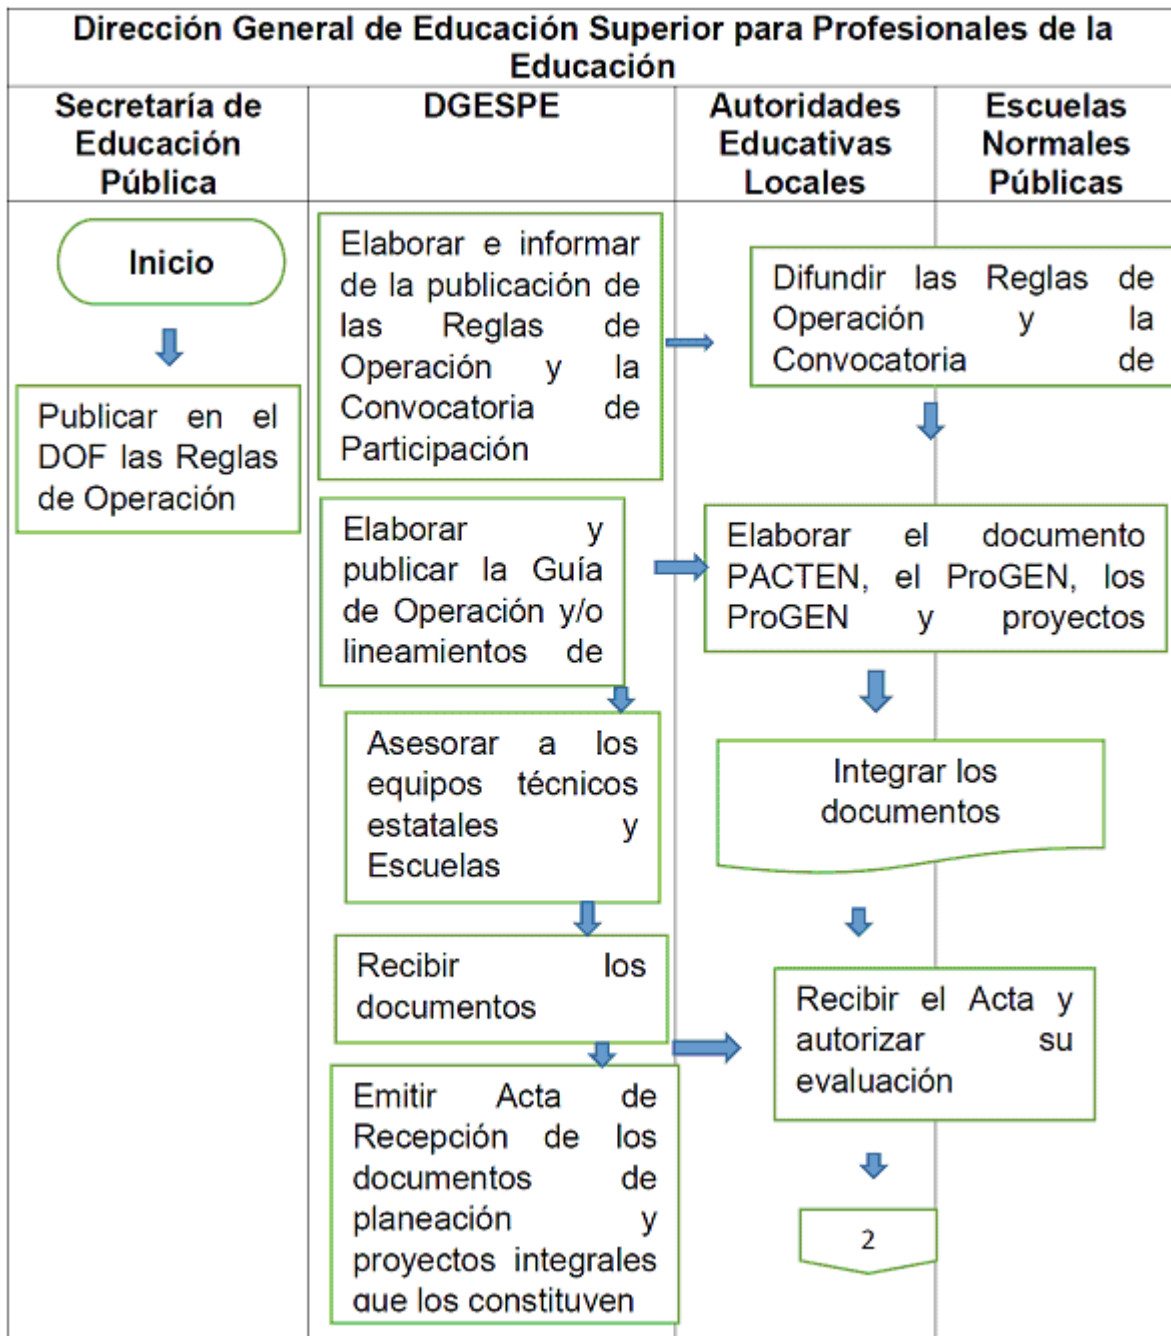 Dirección General de Educación Superior para Profesionales de la
Educación
Secretaría de
Educación
Pública
DGESPE
Autoridades
Educativas
Locales
Escuelas
Normales
Públicas
Inicio
Publicar en el
DOF las Reglas
de Operación
Elaborar e informar
de la publicación de
las Reglas de
Operación y la
Convocatoria de
Participación
Difundir las Reglas de
Operación y la
Convocatoria de
Elaborar y
publicar la Guía
de Operación y/o
lineamientos de
Elaborar el documento
PACTEN, el ProGEN, los
ProGEN y proyectos
Asesorar a los
equipos técnicos
estatales y
Escuelas
Integrar los
documentos
Recibir los
documentos
Recibir el Acta y
autorizar su
evaluación
Emitir Acta de
Recepción de los
documentos de
planeación y
proyectos integrales
que los constituyen
2